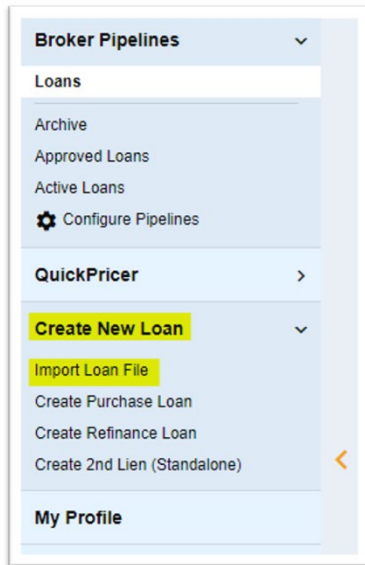 Broker Pipelines
Loans
Archive
Approved Loans
Active Loans
Configure Pipelines
QuickPricer
Create New Loan
Import Loan File
Create Purchase Loan
Create Refinance Loan
Create 2nd Lien (Standalone)
My Profile